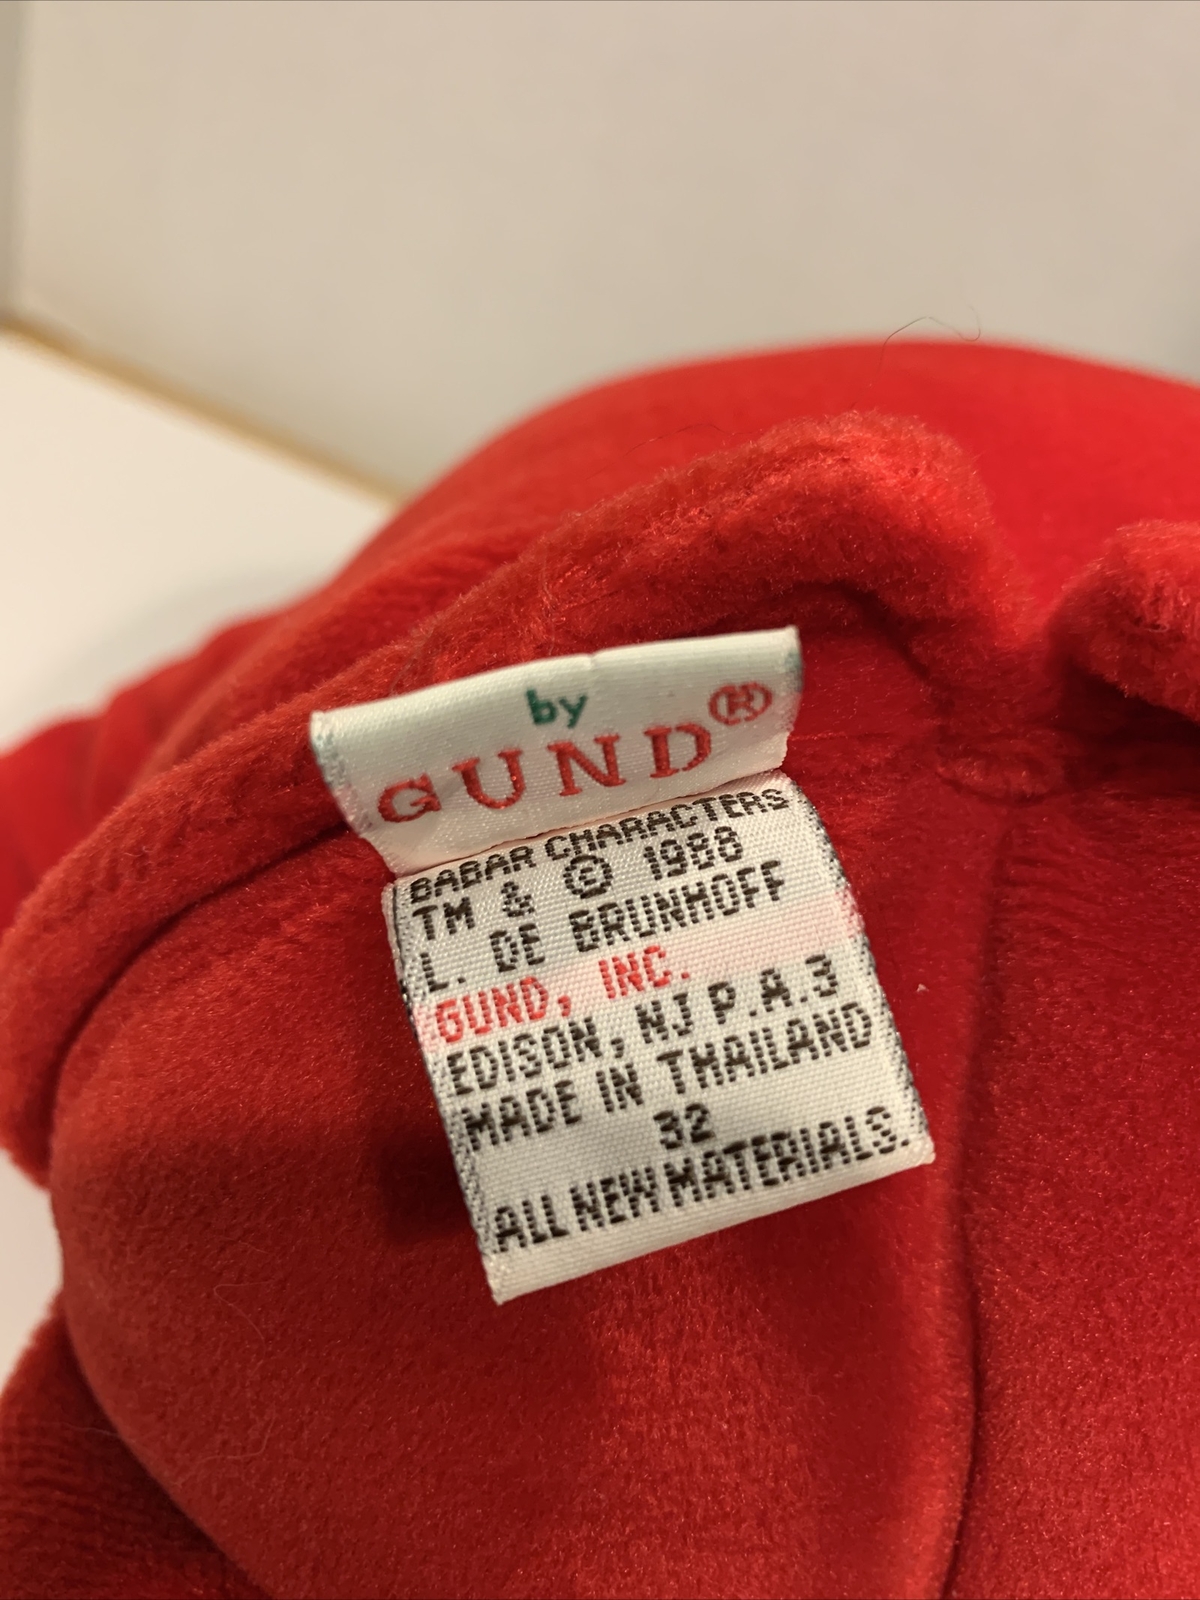 by
GUND®
BABAR CHARACTERS
TM & © 1988
L. DE BRUNHOFF
GUND, INC.
EDISON, NJ P.A.3
MADE IN THAILAND
32
ALL NEW MATERIALS.